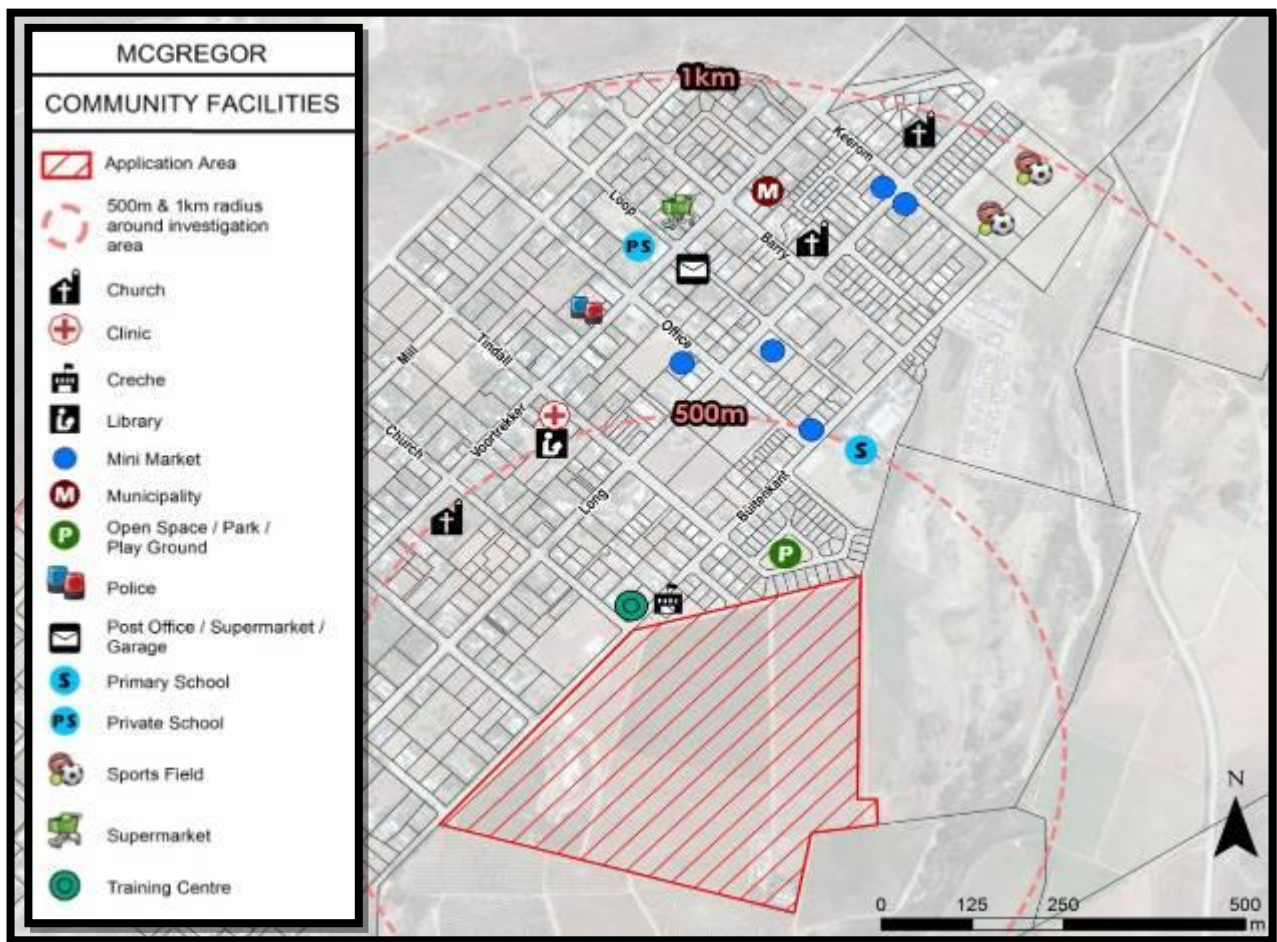 MCGREGOR
COMMUNITY FACILITIES
Application Area
500m & 1km radius
around investigation
area
Church
Clinic
Creche
Library
Mini Market
M
Municipality
P
Open Space / Park /
Play Ground
Police
Post Office / Supermarket /
Garage
S
Primary School
PS
Private School
Sports Field
Supermarket
Training Centre
1km
Keerom
Loop
M
PS
Barry
Office
Tindall
Mill
500m
Voortrekker
Church
S
Long
Buitenkant
P
N
0 125 250 500
m